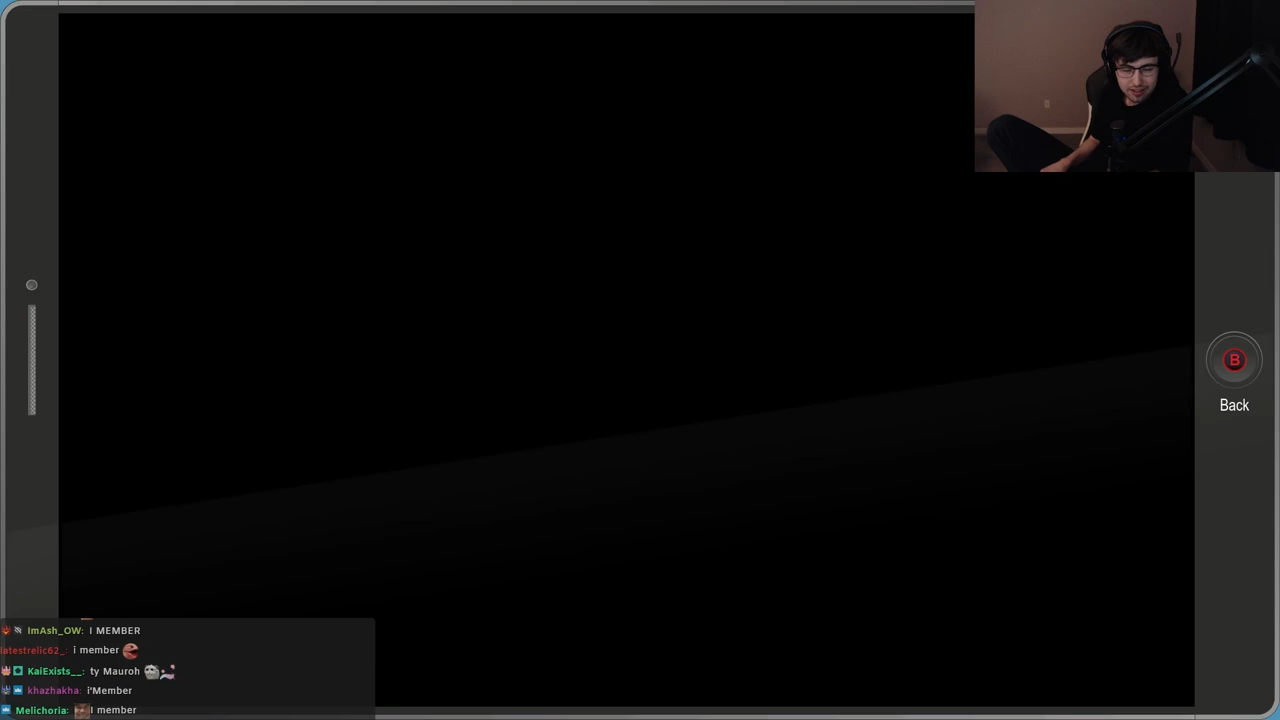 B
Back
ImAsh_OW: I MEMBER
latestrelic62_: i member
KaiExists__: ty Mauroh
khazhakha: i'Member
Melichoria: I member